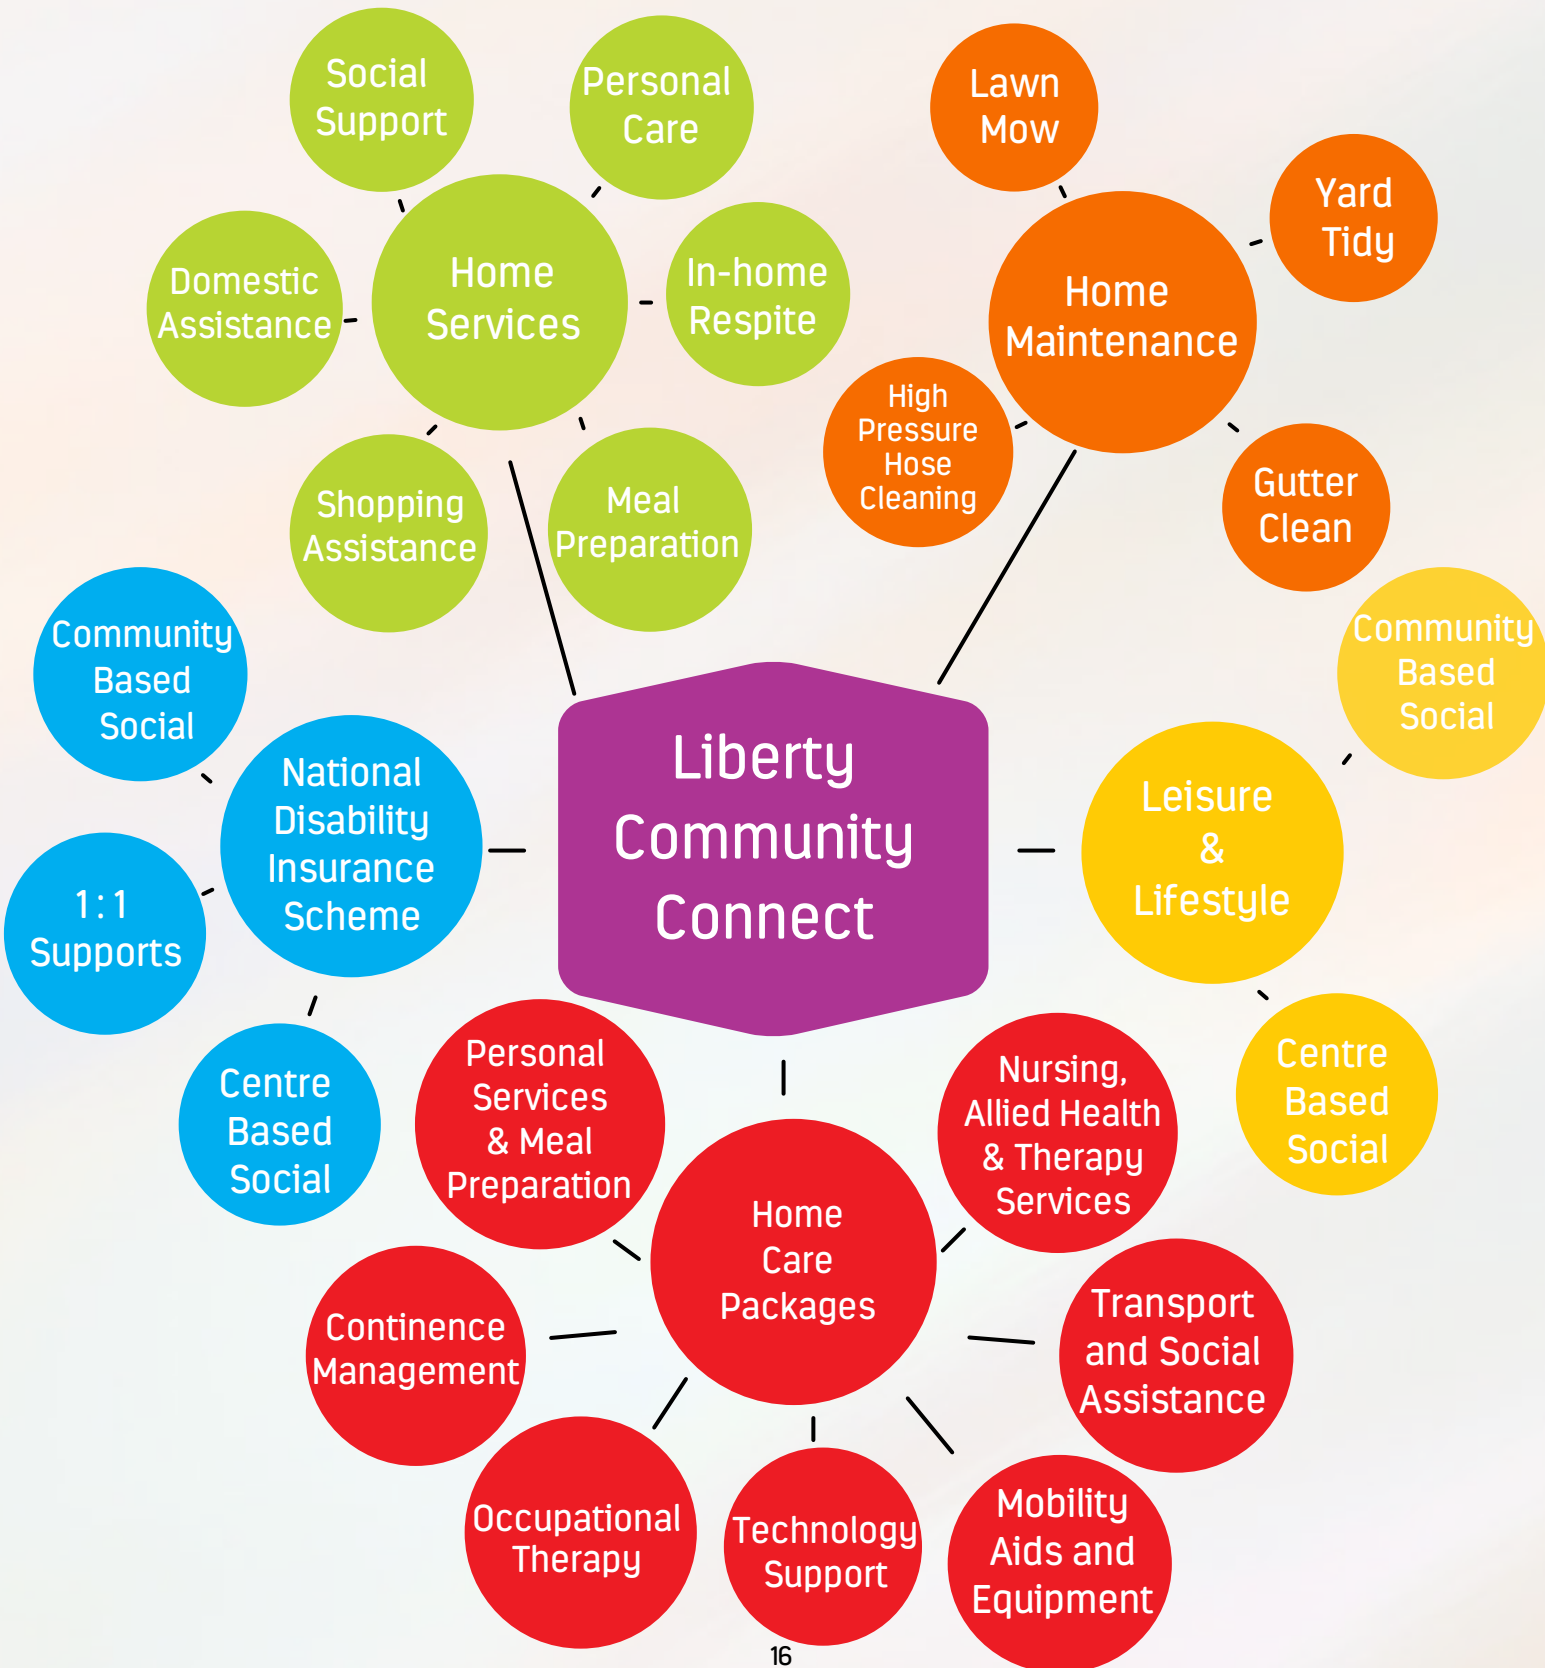 Social
Support
Personal
Care
Domestic
Assistance
Home
Services
In-home
Respite
Shopping
Assistance
Meal
Preparation
Lawn
Mow
Yard
Tidy
Home
Maintenance
High
Pressure
Hose
Cleaning
Gutter
Clean
Community
Based
Social
National
Disability
Insurance
Scheme
1:1
Supports
Centre
Based
Social
Liberty
Community
Connect
Community
Based
Social
Leisure
&
Lifestyle
Centre
Based
Social
Personal
Services
& Meal
Preparation
Nursing,
Allied Health
& Therapy
Services
Home
Care
Packages
Continence
Management
Transport
and Social
Assistance
Occupational
Therapy
Technology
Support
Mobility
Aids and
Equipment
16